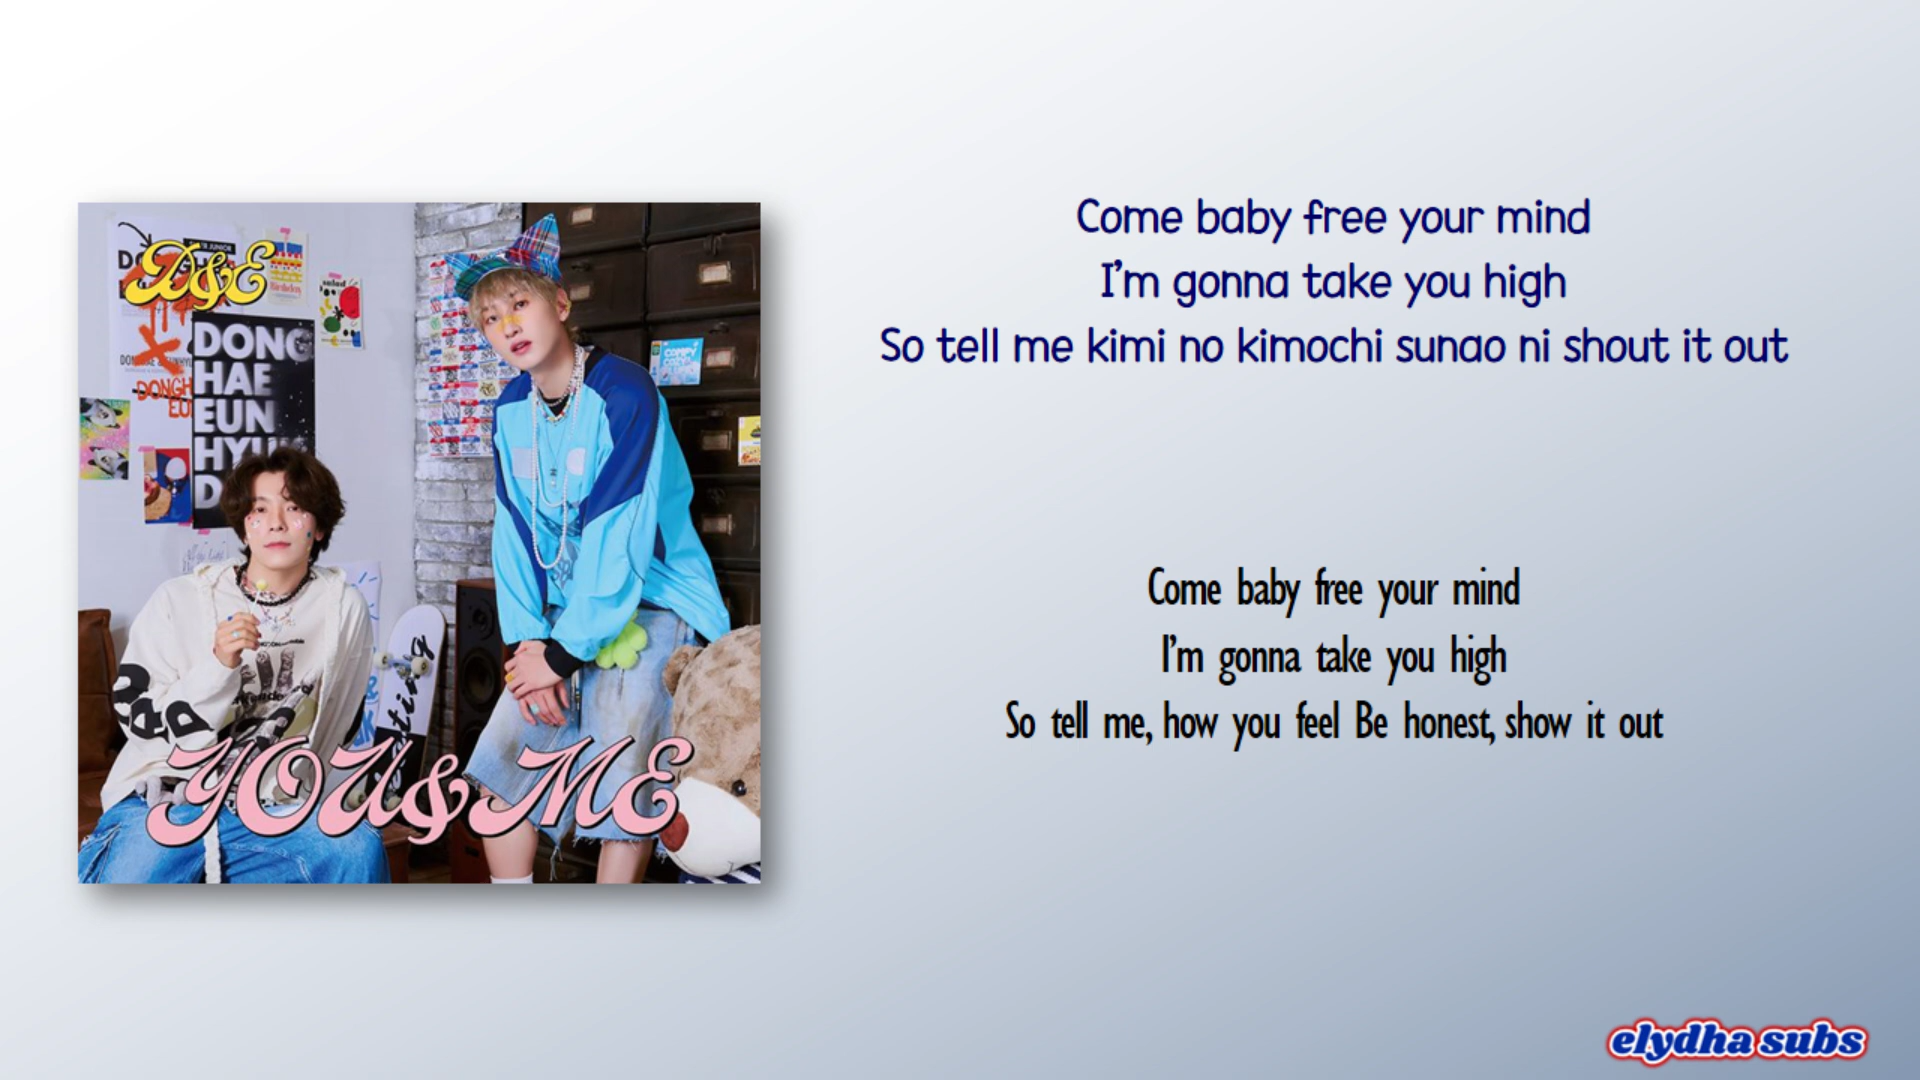 D&E
DONG
HAE
EUN
HYUK
D
YOU&ME
Come baby free your mind
I'm gonna take you high
So tell me kimi no kimochi sunao ni shout it out
Come baby free your mind
I'm gonna take you high
So tell me, how you feel Be honest, show it out
elydha subs